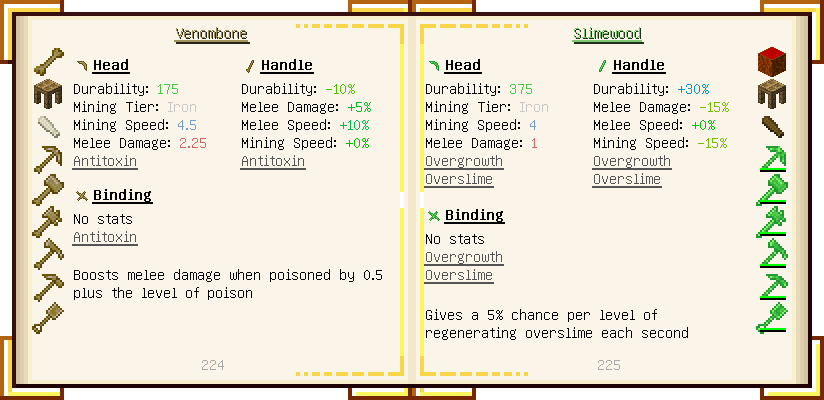 Venombone
Head
Durability: 175
Mining Tier: Iron
Mining Speed: 4.5
Melee Damage: 2.25
Antitoxin
Handle
Durability: -10%
Melee Damage: +5%
Melee Speed: +10%
Mining Speed: +0%
Antitoxin
Binding
No stats
Antitoxin
Boosts melee damage when poisoned by 0.5
plus the level of poison
224
Slimewood
Head
Durability: 375
Mining Tier: Iron
Mining Speed: 4
Melee Damage: 1
Overgrowth
Overslime
Handle
Durability: +30%
Melee Damage: -15%
Melee Speed: +0%
Mining Speed: -15%
Overgrowth
Overslime
Binding
No stats
Overgrowth
Overslime
Gives a 5% chance per level of
regenerating overslime each second
225